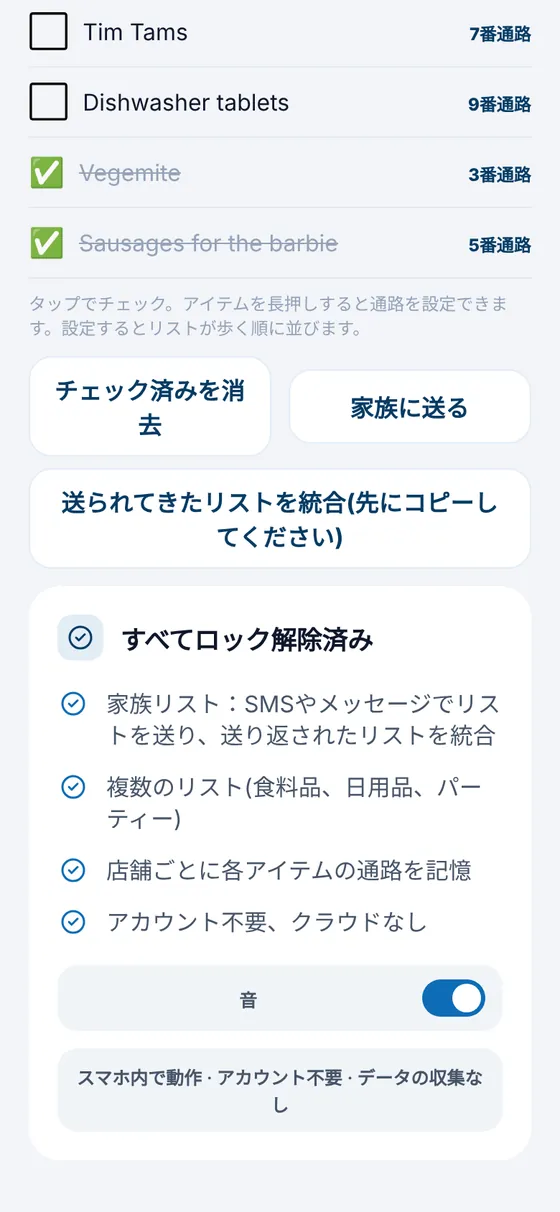 Tim Tams 7番通路
Dishwasher tablets 9番通路
Vegemite 3番通路
Sausages for the barbie 5番通路
タップでチェック。アイテムを長押しすると通路を設定できま
す。設定するとリストが歩く順に並びます。
チェック済みを消
去
家族に送る
送られてきたリストを統合(先にコピーし
てください)
すべてロック解除済み
家族リスト：SMSやメッセージでリス
トを送り、送り返されたリストを統合
複数のリスト(食料品、日用品、パー
ティー)
店舗ごとに各アイテムの通路を記憶
アカウント不要、クラウドなし
音
スマホ内で動作 · アカウント不要 · データの収集な
し